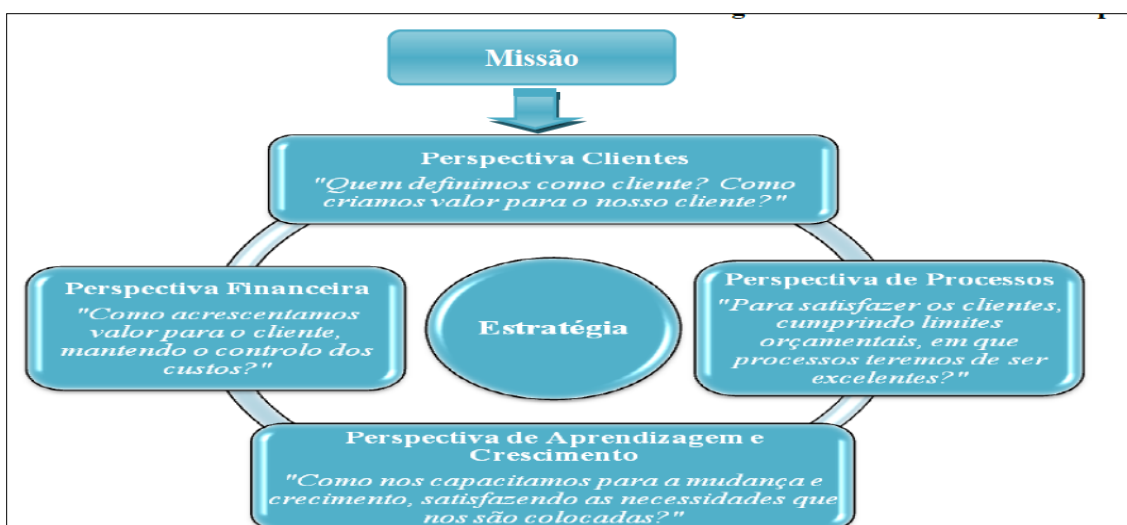 Missão
Perspectiva Clientes
"Quem definimos como cliente? Como
criamos valor para o nosso cliente?"
Perspectiva Financeira
"Como acrescentamos
valor para o cliente,
mantendo o controlo dos
custos?"
Estratégia
Perspectiva de Processos
"Para satisfazer os clientes,
cumprindo limites
orçamentais, em que
processos teremos de ser
excelentes?"
Perspectiva de Aprendizagem e
Crescimento
"Como nos capacitamos para a mudança e
crecimento, satisfazendo as necessidades que
nos são colocadas?"